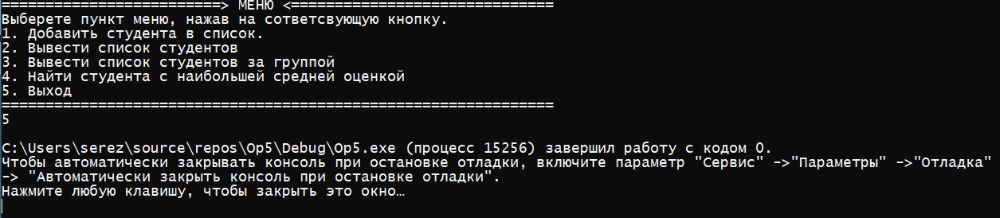 =========================> МЕНЮ <==============================
Выберете пункт меню, нажав на сответсвующую кнопку.
1. Добавить студента в список.
2. Вывести список студентов
3. Вывести список студентов за группой
4. Найти студента с наибольшей средней оценкой
5. Выход
===============================================================
5
C:\Users\serez\source\repos\Op5\Debug\Op5.exe (процесс 15256) завершил работу с кодом 0.
Чтобы автоматически закрывать консоль при остановке отладки, включите параметр "Сервис" ->"Параметры" ->"Отладка"
-> "Автоматически закрыть консоль при остановке отладки".
Нажмите любую клавишу, чтобы закрыть это окно…